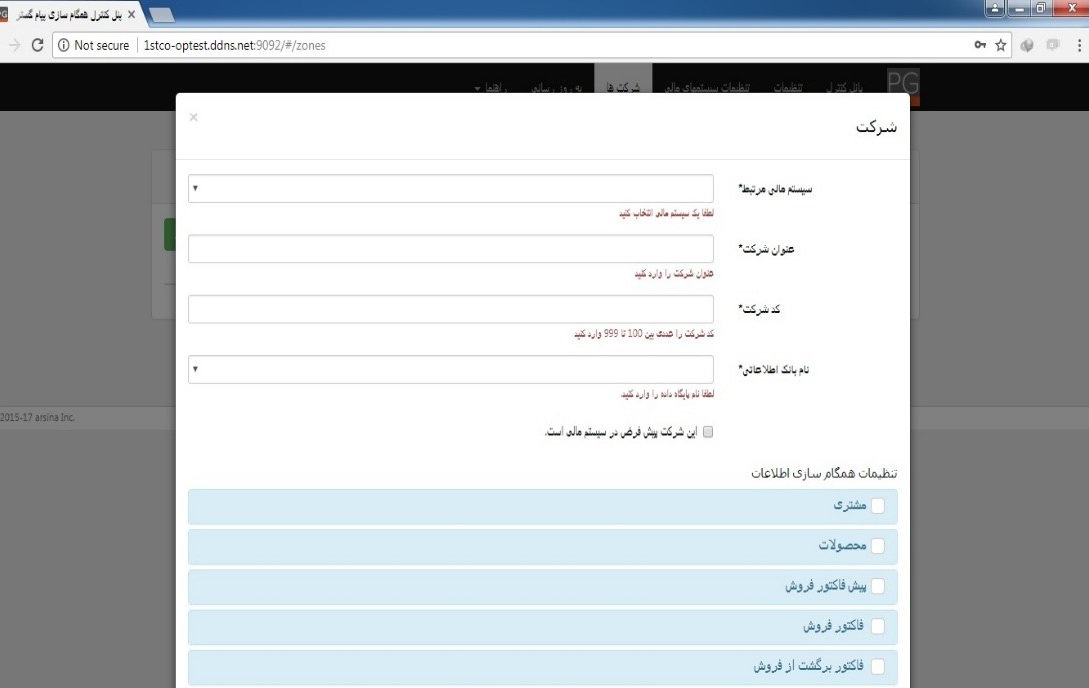 پنل کنترل همگام سازی پیام گستر
Not secure 1stco-optest.ddns.net:9092/#/zones
PG پانل کنترل تنظیمات تنظیمات سیستمهای مالی شرکت ها به روز رسانی راهنما
شرکت ×
سیستم مالی مرتبط*
لطفا یک سیستم مالی انتخاب کنید
عنوان شرکت*
عنوان شرکت را وارد کنید
کد شرکت*
کد شرکت را عددی بین 100 تا 999 وارد کنید
نام بانک اطلاعاتی*
لطفا نام پایگاه داده را وارد کنید.
2015-17 arsina Inc.
این شرکت پیش فرض در سیستم مالی است.
تنظیمات همگام سازی اطلاعات
مشتری
محصولات
پیش فاکتور فروش
فاکتور فروش
فاکتور برگشت از فروش